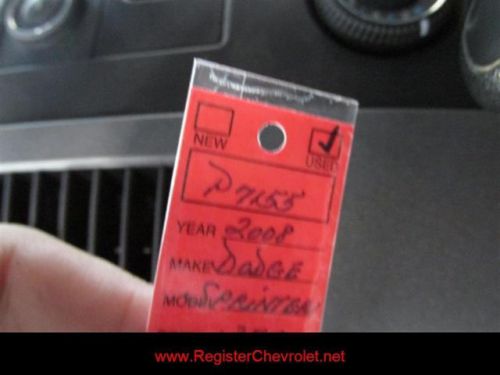 NEW USED
P7155
YEAR 2008
MAKE DODGE
MODEL SPRINTER
www.RegisterChevrolet.net